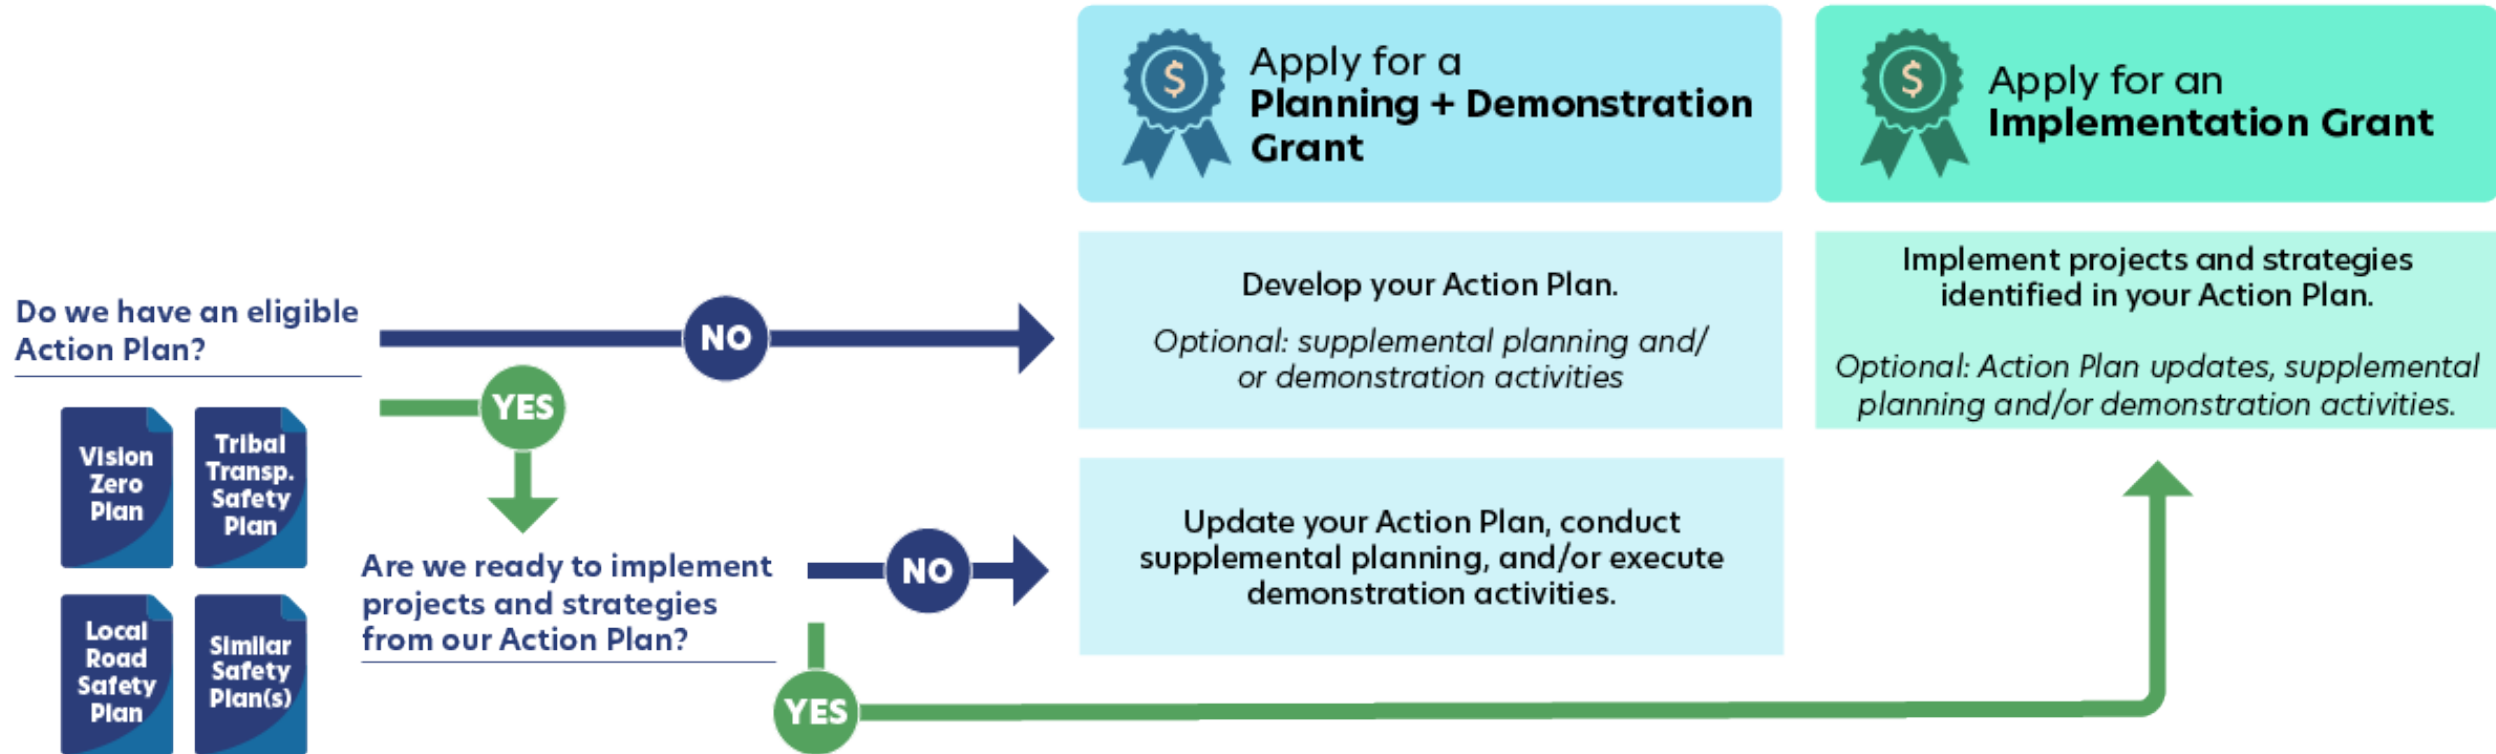 Apply for a
Planning + Demonstration
Grant
$
Apply for an
Implementation Grant
$
Do we have an eligible
Action Plan?
NO
Develop your Action Plan.
Optional: supplemental planning and/
or demonstration activities
Implement projects and strategies
identified in your Action Plan.
Optional: Action Plan updates, supplemental
planning and/or demonstration activities.
YES
Vision
Zero
Plan
Tribal
Transp.
Safety
Plan
Local
Road
Safety
Plan
Similar
Safety
Plan(s)
Are we ready to implement
projects and strategies
from our Action Plan?
NO
Update your Action Plan, conduct
supplemental planning, and/or execute
demonstration activities.
YES